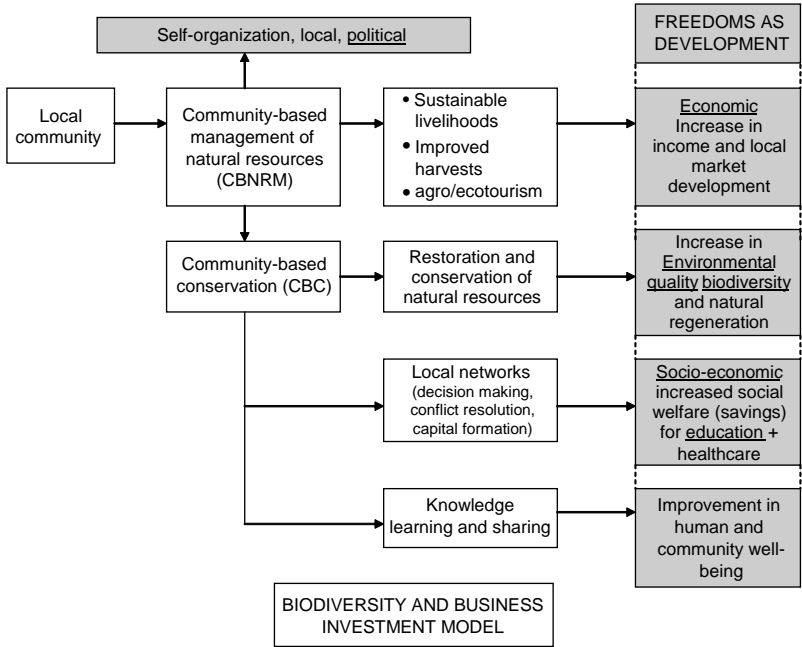 Self-organization, local, political
FREEDOMS AS
DEVELOPMENT
Local
community
Community-based
management of
natural resources
(CBNRM)
• Sustainable
livelihoods
• Improved
harvests
• agro/ecotourism
Economic
Increase in
income and local
market
development
Community-based
conservation (CBC)
Restoration and
conservation of
natural resources
Increase in
Environmental
quality biodiversity
and natural
regeneration
Local networks
(decision making,
conflict resolution,
capital formation)
Socio-economic
increased social
welfare (savings)
for education +
healthcare
Knowledge
learning and sharing
Improvement in
human and
community well-
being
BIODIVERSITY AND BUSINESS
INVESTMENT MODEL